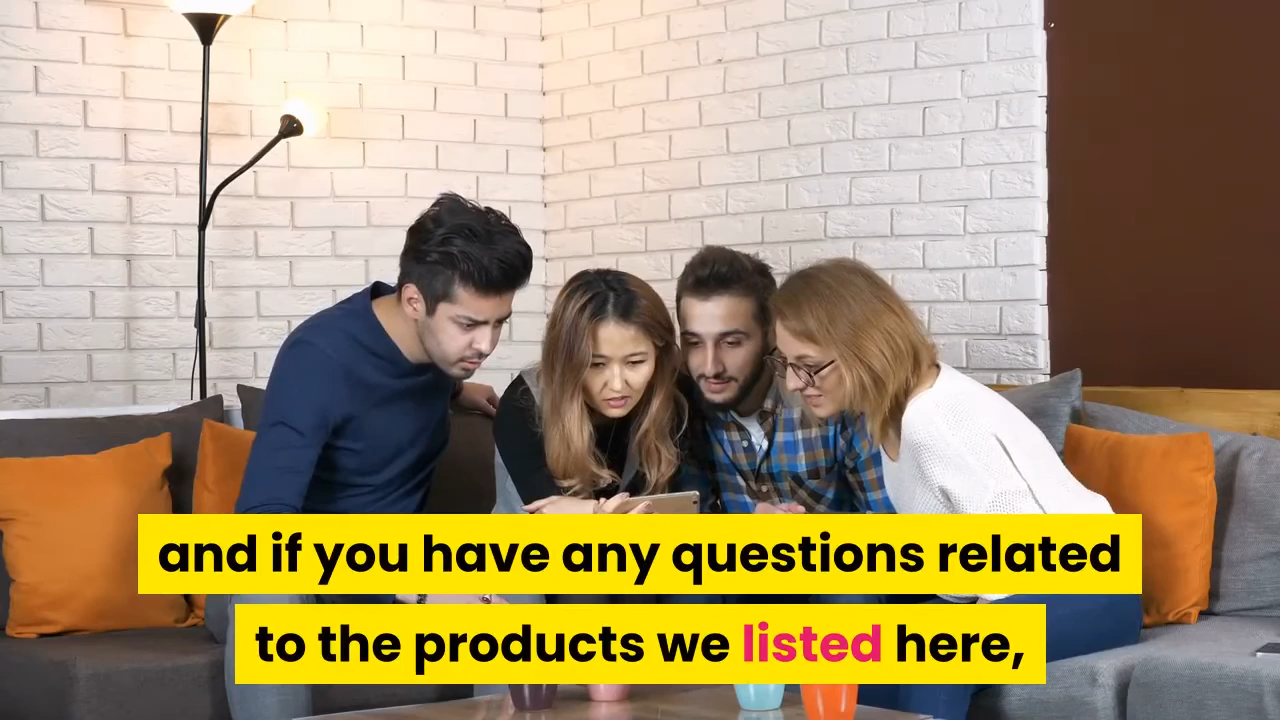 and if you have any questions related
to the products we listed here,